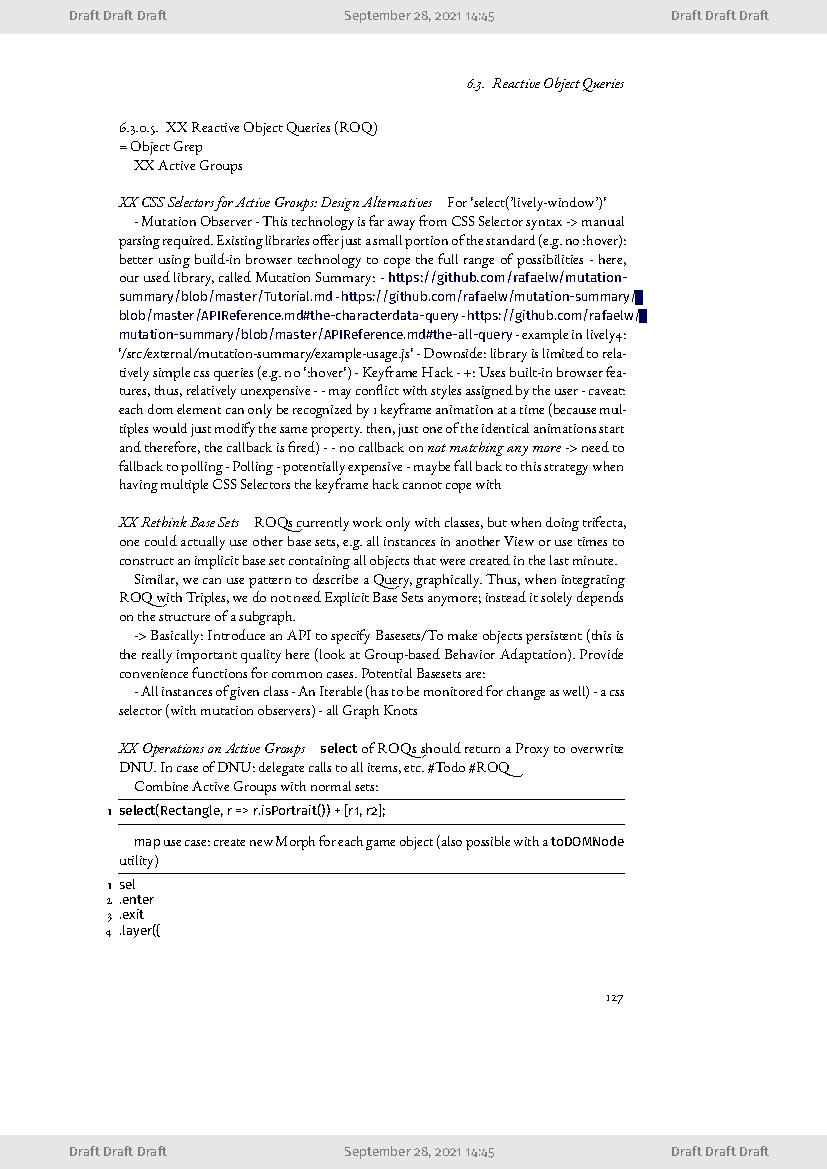 Draft Draft Draft September 28, 2021 14:45 Draft Draft Draft
6.3. Reactive Object Queries
6.3.0.5. XX Reactive Object Queries (ROQ)
= Object Grep
XX Active Groups
XX CSS Selectors for Active Groups: Design Alternatives For ‘select(’lively-window’)‘
- Mutation Observer - This technology is far away from CSS Selector syntax -> manual
parsing required. Existing libraries offer just a small portion of the standard (e.g. no :hover):
better using build-in browser technology to cope the full range of possibilities - here,
our used library, called Mutation Summary: - https://github.com/rafaelw/mutation-
summary/blob/master/Tutorial.md - https://github.com/rafaelw/mutation-summary/
blob/master/APIReference.md#the-characterdata-query - https://github.com/rafaelw/
mutation-summary/blob/master/APIReference.md#the-all-query - example in lively4:
‘/src/external/mutation-summary/example-usage.js‘ - Downside: library is limited to rela-
tively simple css queries (e.g. no ‘:hover‘) - Keyframe Hack - +: Uses built-in browser fea-
tures, thus, relatively unexpensive - - may conflict with styles assigned by the user - caveat:
each dom element can only be recognized by 1 keyframe animation at a time (because mul-
tiples would just modify the same property. then, just one of the identical animations start
and therefore, the callback is fired) - - no callback on not matching any more -> need to
fallback to polling - Polling - potentially expensive - maybe fall back to this strategy when
having multiple CSS Selectors the keyframe hack cannot cope with
XX Rethink Base Sets ROQs currently work only with classes, but when doing trifecta,
one could actually use other base sets, e.g. all instances in another View or use times to
construct an implicit base set containing all objects that were created in the last minute.
Similar, we can use pattern to describe a Query, graphically. Thus, when integrating
ROQ with Triples, we do not need Explicit Base Sets anymore; instead it solely depends
on the structure of a subgraph.
-> Basically: Introduce an API to specify Basesets/To make objects persistent (this is
the really important quality here (look at Group-based Behavior Adaptation). Provide
convenience functions for common cases. Potential Basesets are:
- All instances of given class - An Iterable (has to be monitored for change as well) - a css
selector (with mutation observers) - all Graph Knots
XX Operations on Active Groups select of ROQs should return a Proxy to overwrite
DNU. In case of DNU: delegate calls to all items, etc. #Todo #ROQ
Combine Active Groups with normal sets:
1 select(Rectangle, r => r.isPortrait()) + [r1, r2];
map use case: create new Morph for each game object (also possible with a toDOMNode
utility)
1 sel
2 .enter
3 .exit
4 .layer({
127
Draft Draft Draft September 28, 2021 14:45 Draft Draft Draft